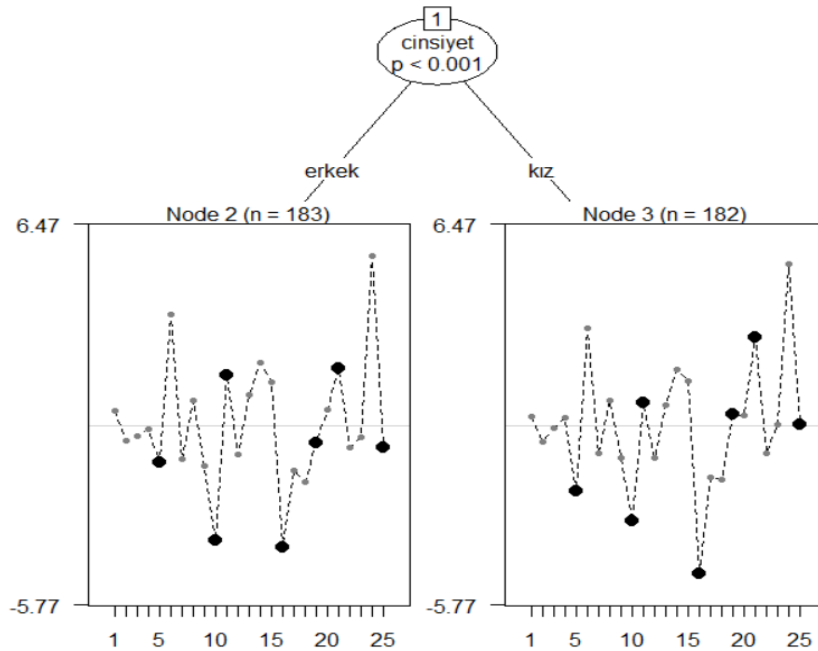 1
cinsiyet
p < 0.001
erkek
kız
Node 2 (n = 183)
Node 3 (n = 182)
6.47
6.47
-5.77
-5.77
1 5 10 15 20 25
1 5 10 15 20 25